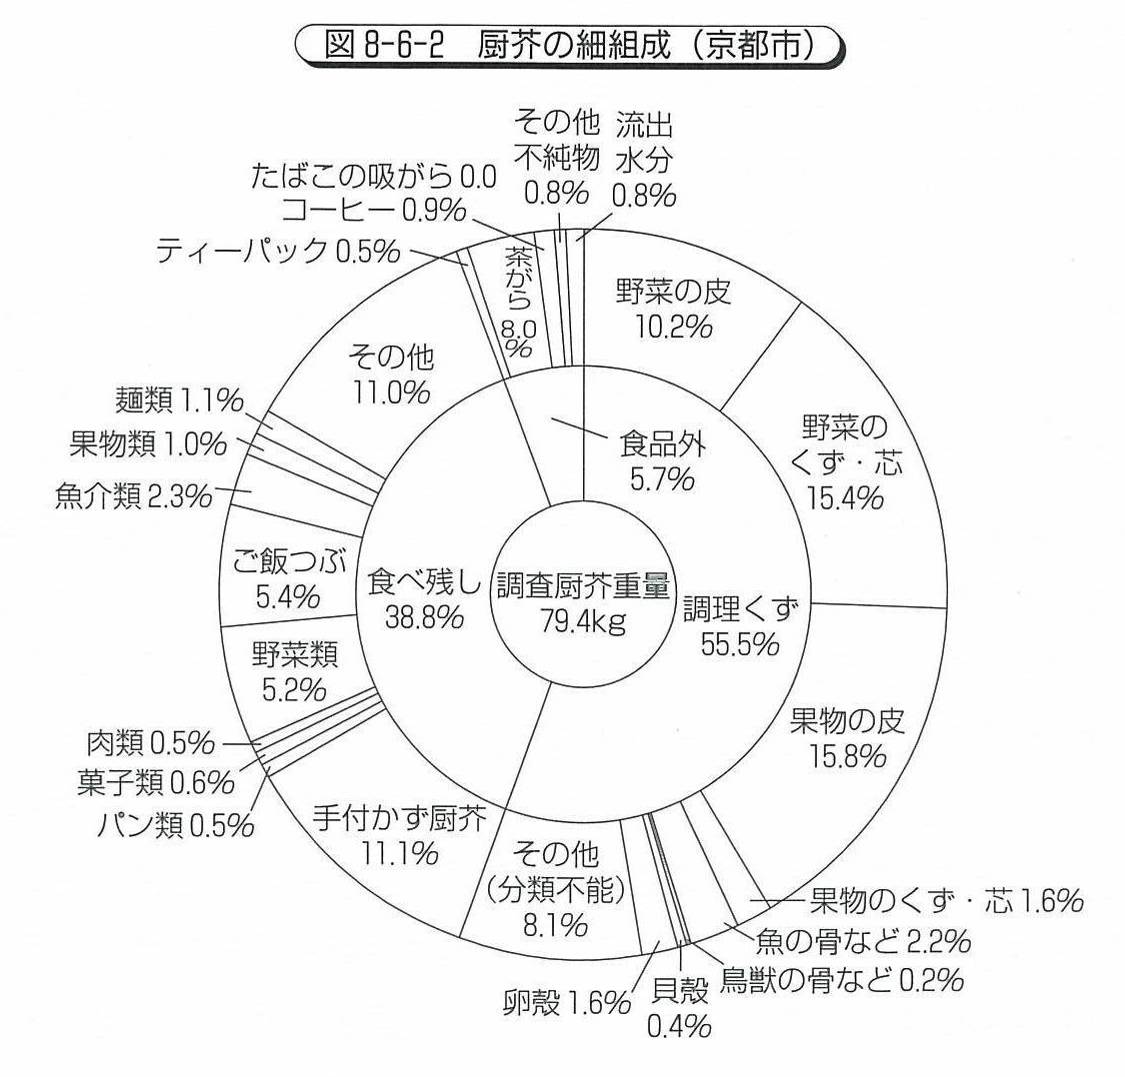 図8-6-2　厨芥の細組成（京都市）
その他
不純物
0.8%
流出
水分
0.8%
たばこの吸がら0.0
コーヒー0.9%
ティーパック0.5%
茶がら
8.0
%
野菜の皮
10.2%
その他
11.0%
麺類1.1%
果物類1.0%
魚介類2.3%
食品外
5.7%
野菜の
くず・芯
15.4%
ご飯つぶ
5.4%
食べ残し
38.8%
調査厨芥重量
79.4kg
調理くず
55.5%
野菜類
5.2%
肉類0.5%
菓子類0.6%
パン類0.5%
果物の皮
15.8%
手付かず厨芥
11.1%
その他
（分類不能）
8.1%
果物のくず・芯1.6%
魚の骨など2.2%
鳥獣の骨など0.2%
卵殻1.6%
貝殻
0.4%